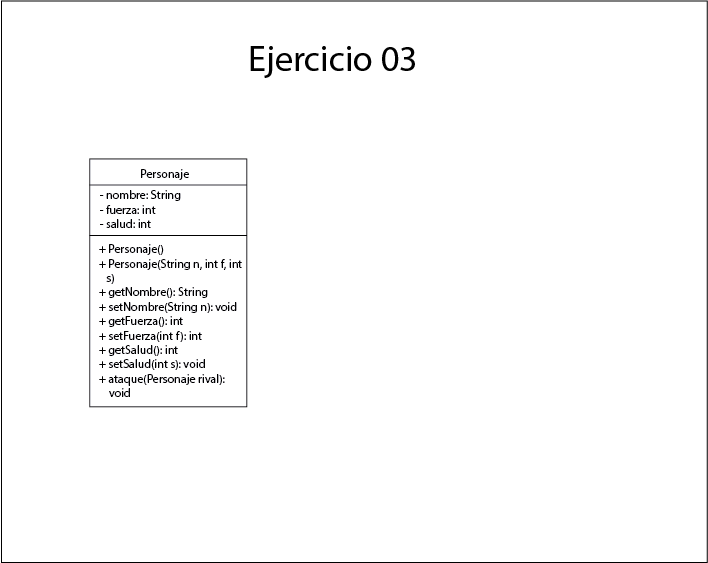 Ejercicio 03
Personaje
- nombre: String
- fuerza: int
- salud: int
+ Personaje()
+ Personaje(String n, int f, int
s)
+ getNombre(): String
+ setNombre(String n): void
+ getFuerza(): int
+ setFuerza(int f): int
+ getSalud(): int
+ setSalud(int s): void
+ ataque(Personaje rival):
void